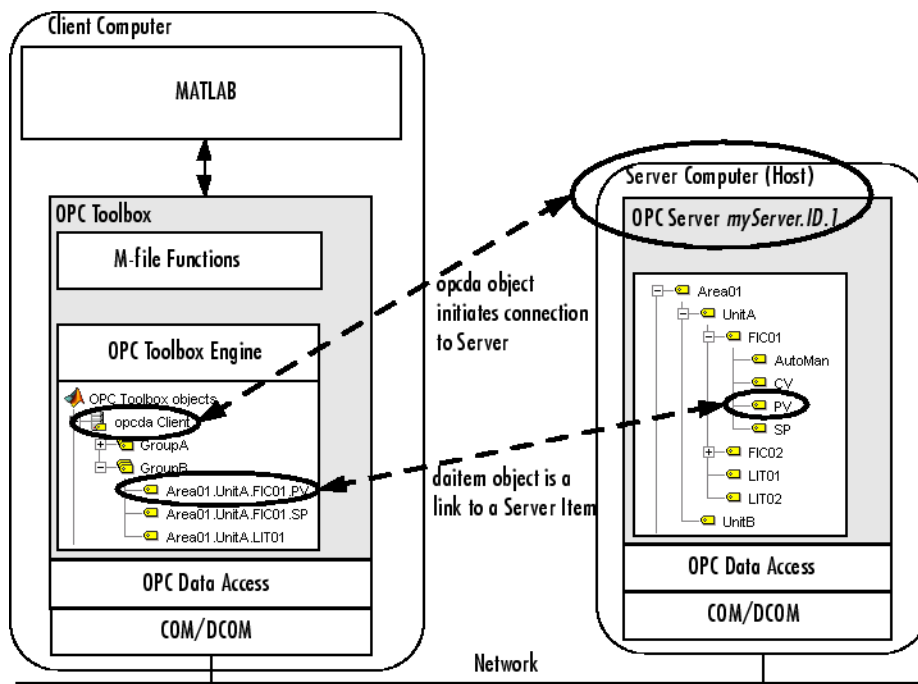 Client Computer
MATLAB
OPC Toolbox
M-file Functions
OPC Toolbox Engine
OPC Toolbox objects
opcda Client
GroupA
GroupB
Area01.UnitA.FIC01.PV
Area01.UnitA.FIC01.SP
Area01.UnitA.LIT01
OPC Data Access
COM/DCOM
opcda object
initiates connection
to Server
daitem object is a
link to a Server Item
Server Computer (Host)
OPC Server myServer.ID.1
Area01
UnitA
FIC01
AutoMan
CV
PV
SP
FIC02
LIT01
LIT02
UnitB
OPC Data Access
COM/DCOM
Network